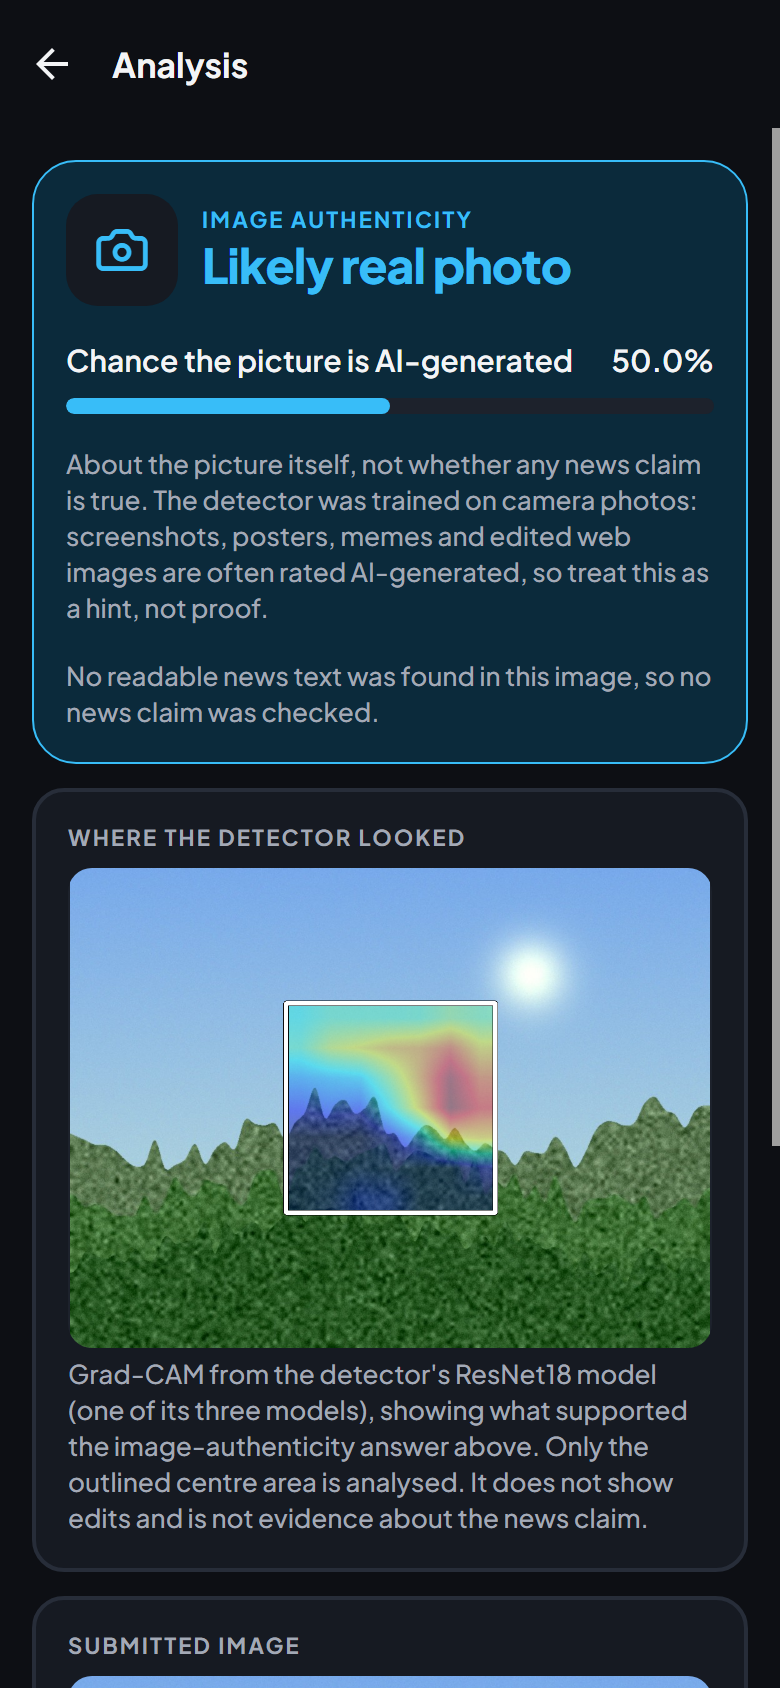 Analysis
IMAGE AUTHENTICITY
Likely real photo
Chance the picture is AI-generated 50.0%
About the picture itself, not whether any news claim
is true. The detector was trained on camera photos:
screenshots, posters, memes and edited web
images are often rated AI-generated, so treat this as
a hint, not proof.
No readable news text was found in this image, so no
news claim was checked.
WHERE THE DETECTOR LOOKED
Grad-CAM from the detector's ResNet18 model
(one of its three models), showing what supported
the image-authenticity answer above. Only the
outlined centre area is analysed. It does not show
edits and is not evidence about the news claim.
SUBMITTED IMAGE